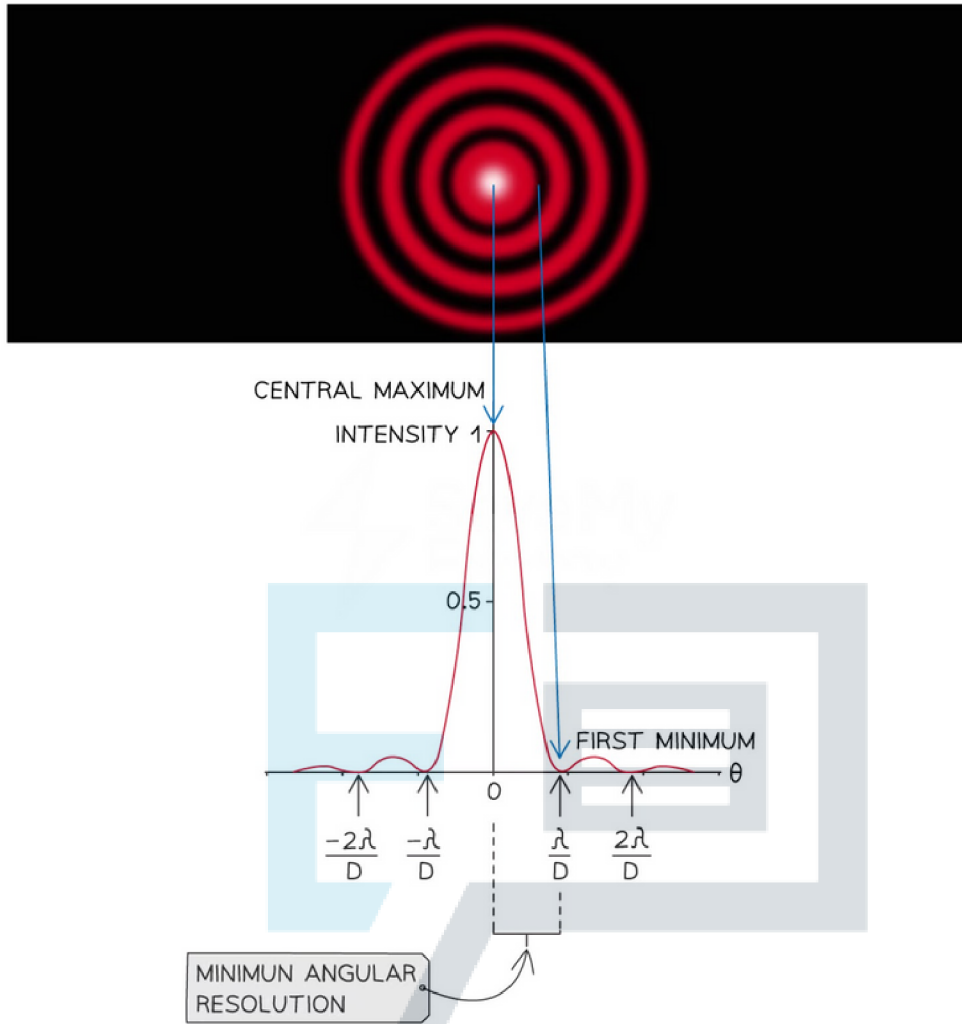 CENTRAL MAXIMUM
INTENSITY 1
0.5
FIRST MINIMUM
θ
0
-2λ/D
-λ/D
λ/D
2λ/D
MINIMUN ANGULAR
RESOLUTION